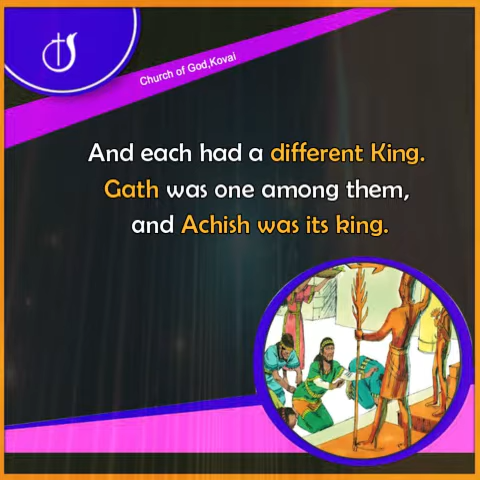 Church of God,Kovai
And each had a different King.
Gath was one among them,
and Achish was its king.